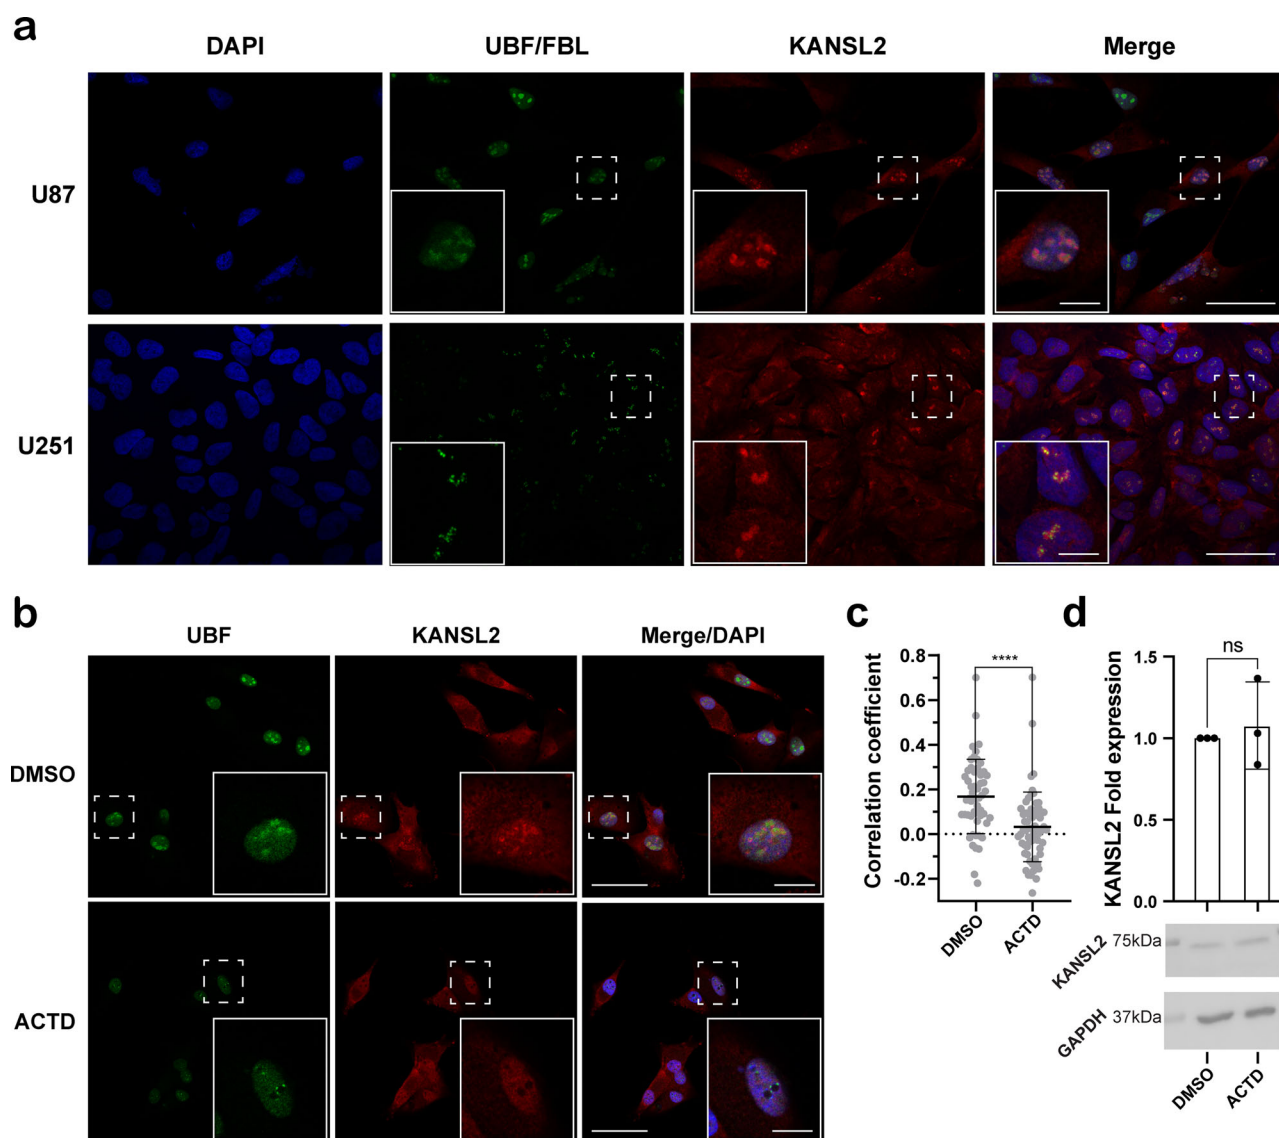 a
DAPI UBF/FBL KANSL2 Merge
U87
U251
b
UBF KANSL2 Merge/DAPI
DMSO
ACTD
c
Correlation coefficient
0.8
0.6
0.4
0.2
0.0
-0.2
****
DMSO ACTD
d
KANSL2 Fold expression
1.5
1.0
0.5
0.0
ns
KANSL2 75kDa
GAPDH 37kDa
DMSO ACTD